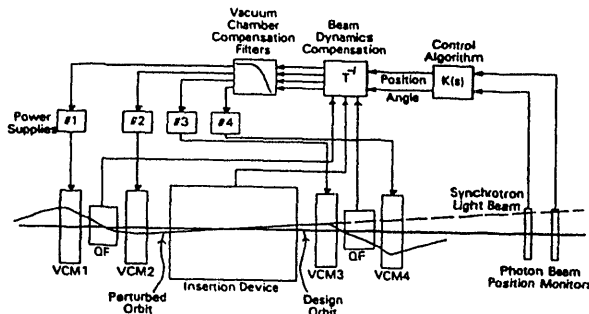 Vacuum
Chamber
Compensation
Filters
Beam
Dynamics
Compensation
Control
Algorithm
T⁻¹
Position
Angle
K(s)
Power
Supplies
#1
#2
#3
#4
Synchrotron
Light Beam
QF
QF
VCM1
VCM2
Insertion Device
VCM3
VCM4
Perturbed
Orbit
Design
Orbit
Photon Beam
Position Monitors